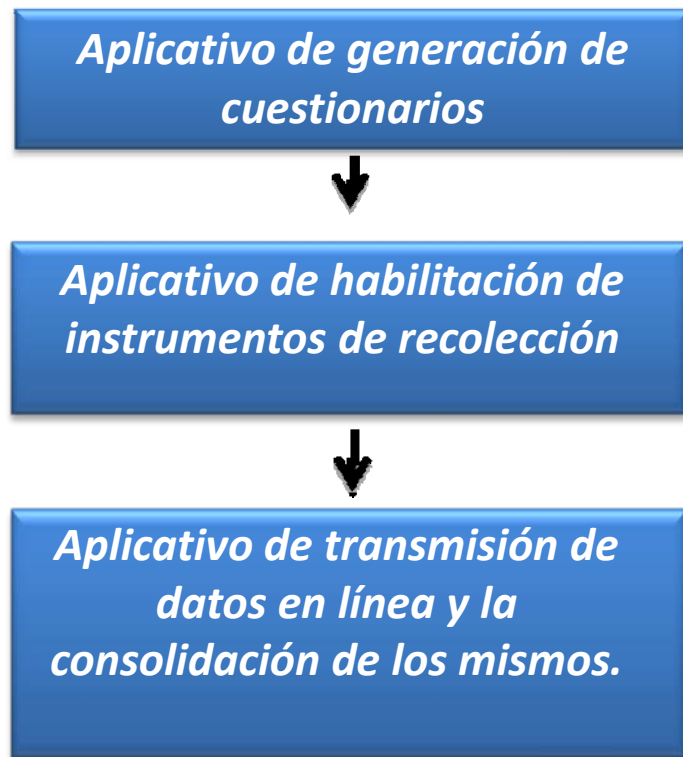 Aplicativo de generación de
cuestionarios
Aplicativo de habilitación de
instrumentos de recolección
Aplicativo de transmisión de
datos en línea y la
consolidación de los mismos.